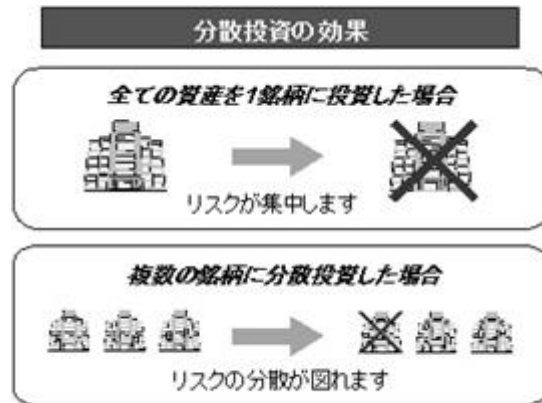 分散投資の効果
全ての資産を1銘柄に投資した場合
リスクが集中します
複数の銘柄に分散投資した場合
リスクの分散が図れます